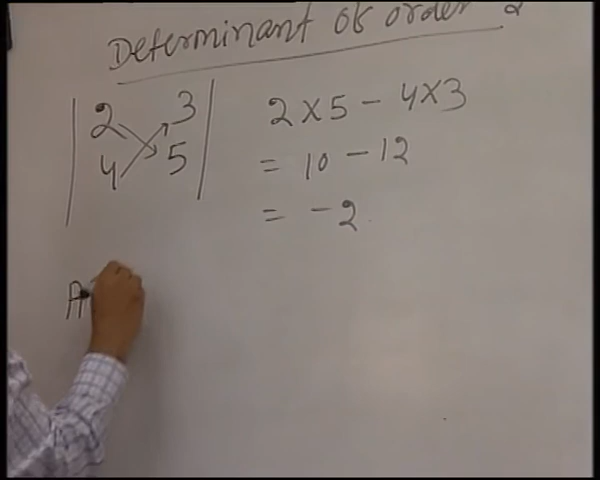 Determinant of order 2
| 2 3 | 2 × 5 - 4 × 3
| 4 5 | = 10 - 12
= -2
A